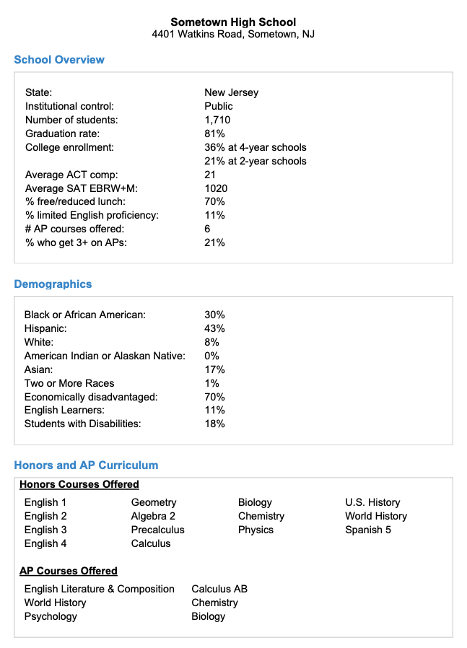 Sometown High School
4401 Watkins Road, Sometown, NJ
School Overview
State: New Jersey
Institutional control: Public
Number of students: 1,710
Graduation rate: 81%
College enrollment: 36% at 4-year schools
21% at 2-year schools
Average ACT comp: 21
Average SAT EBRW+M: 1020
% free/reduced lunch: 70%
% limited English proficiency: 11%
# AP courses offered: 6
% who get 3+ on APs: 21%
Demographics
Black or African American: 30%
Hispanic: 43%
White: 8%
American Indian or Alaskan Native: 0%
Asian: 17%
Two or More Races 1%
Economically disadvantaged: 70%
English Learners: 11%
Students with Disabilities: 18%
Honors and AP Curriculum
Honors Courses Offered
English 1 Geometry Biology U.S. History
English 2 Algebra 2 Chemistry World History
English 3 Precalculus Physics Spanish 5
English 4 Calculus
AP Courses Offered
English Literature & Composition Calculus AB
World History Chemistry
Psychology Biology